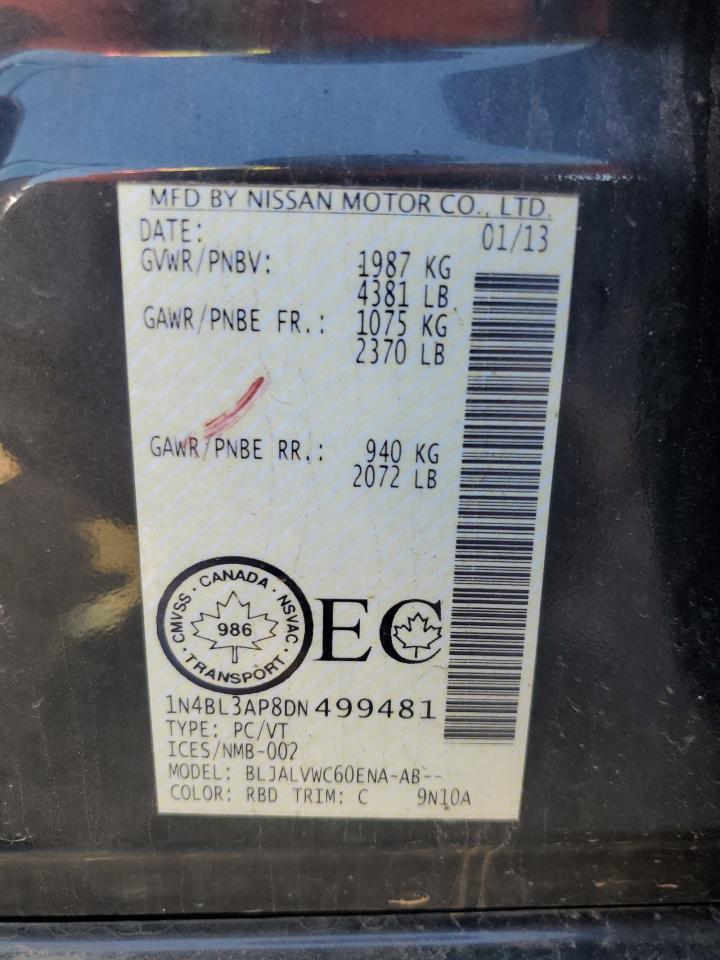 MFD BY NISSAN MOTOR CO., LTD.
DATE: 01/13
GVWR/PNBV: 1987 KG
4381 LB
GAWR/PNBE FR.: 1075 KG
2370 LB
GAWR/PNBE RR.: 940 KG
2072 LB
CANADA · NSVAC · TRANSPORT · CMVSS ·
986
EC
1N4BL3AP8DN 499481
TYPE: PC/VT
ICES/NMB-002
MODEL: BLJALVWC60ENA-AB--
COLOR: RBD TRIM: C 9N10A